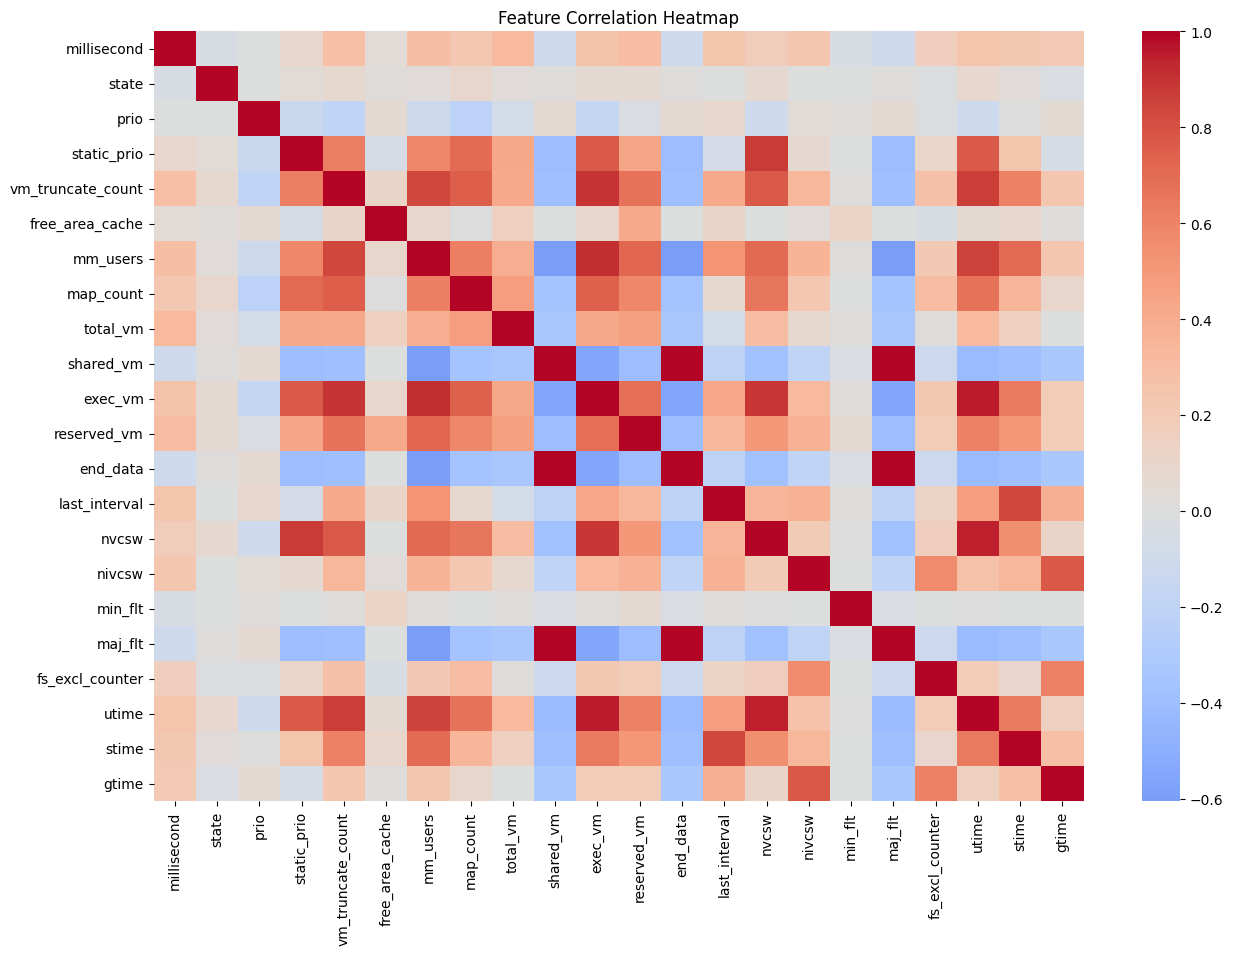 Feature Correlation Heatmap
millisecond
state
prio
static_prio
vm_truncate_count
free_area_cache
mm_users
map_count
total_vm
shared_vm
exec_vm
reserved_vm
end_data
last_interval
nvcsw
nivcsw
min_flt
maj_flt
fs_excl_counter
utime
stime
gtime
millisecond
state
prio
static_prio
vm_truncate_count
free_area_cache
mm_users
map_count
total_vm
shared_vm
exec_vm
reserved_vm
end_data
last_interval
nvcsw
nivcsw
min_flt
maj_flt
fs_excl_counter
utime
stime
gtime
1.0
0.8
0.6
0.4
0.2
0.0
−0.2
−0.4
−0.6